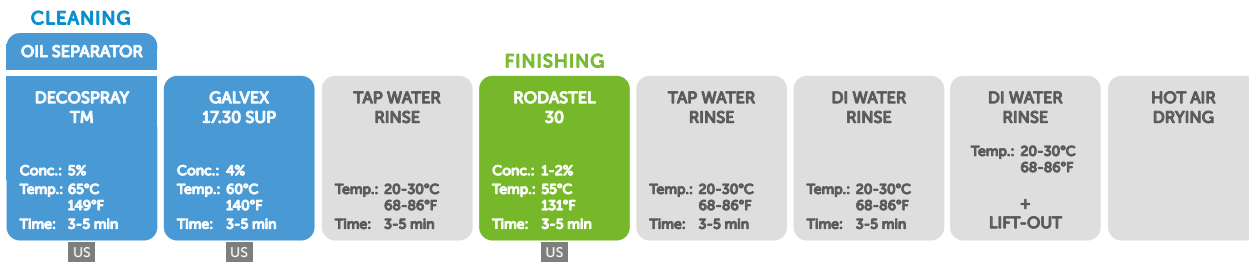 CLEANING
OIL SEPARATOR
DECOSPRAY
TM
Conc.: 5%
Temp.: 65°C
149°F
Time: 3-5 min
US
GALVEX
17.30 SUP
Conc.: 4%
Temp.: 60°C
140°F
Time: 3-5 min
US
TAP WATER
RINSE
Temp.: 20-30°C
68-86°F
Time: 3-5 min
FINISHING
RODASTEL
30
Conc.: 1-2%
Temp.: 55°C
131°F
Time: 3-5 min
US
TAP WATER
RINSE
Temp.: 20-30°C
68-86°F
Time: 3-5 min
DI WATER
RINSE
Temp.: 20-30°C
68-86°F
Time: 3-5 min
DI WATER
RINSE
Temp.: 20-30°C
68-86°F
+
LIFT-OUT
HOT AIR
DRYING